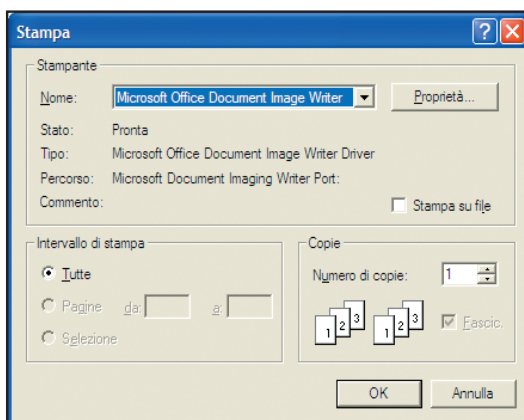 Stampa
Stampante
Nome: Microsoft Office Document Image Writer Proprietà...
Stato: Pronta
Tipo: Microsoft Office Document Image Writer Driver
Percorso: Microsoft Document Imaging Writer Port:
Commento: Stampa su file
Intervallo di stampa
Tutte
Pagine da: a:
Selezione
Copie
Numero di copie: 1
1 2 3 1 2 3 Fascic.
OK Annulla